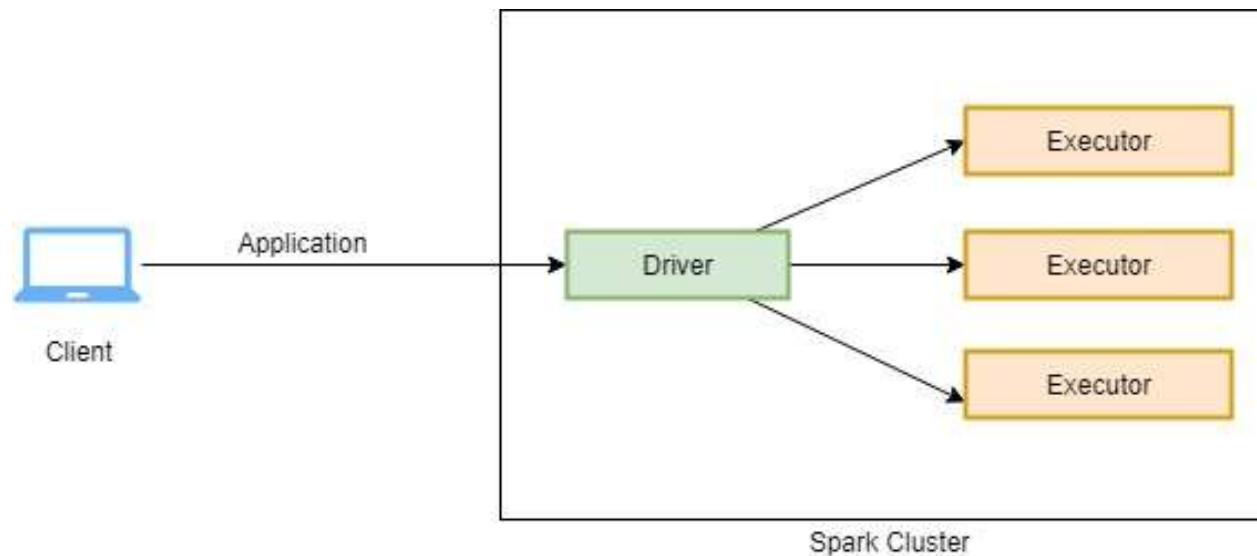 Application
Client
Driver
Executor
Executor
Executor
Spark Cluster